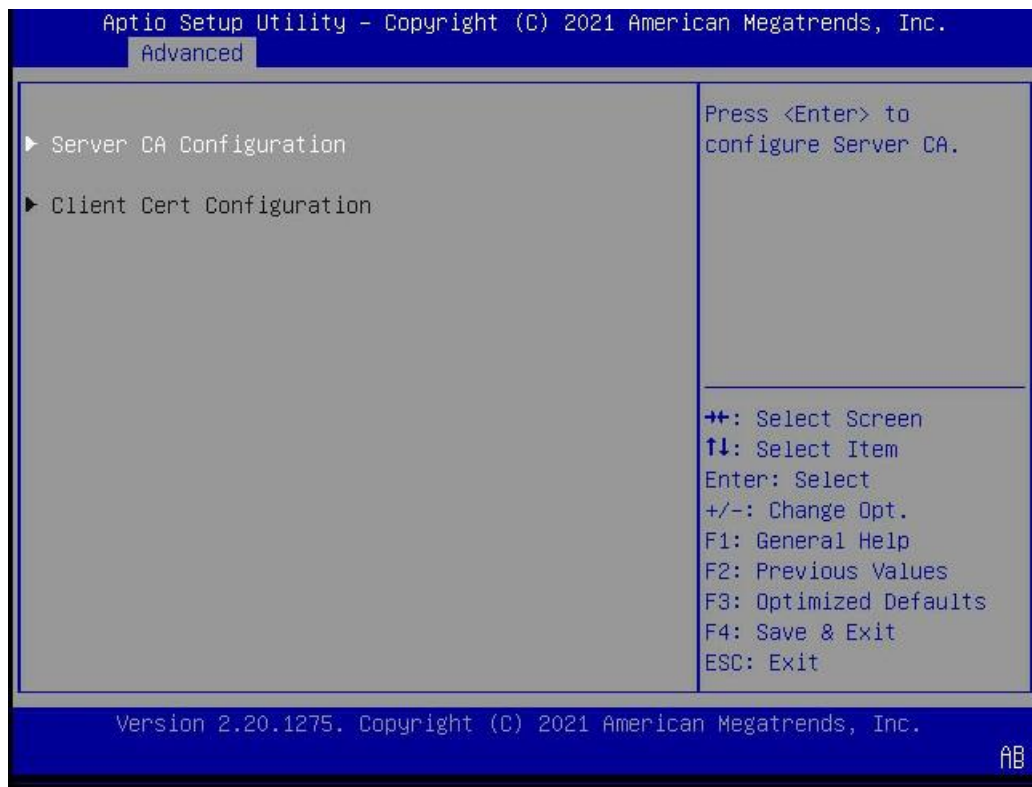 Aptio Setup Utility – Copyright (C) 2021 American Megatrends, Inc.
Advanced
▶ Server CA Configuration
▶ Client Cert Configuration
Press <Enter> to
configure Server CA.
→←: Select Screen
↑↓: Select Item
Enter: Select
+/-: Change Opt.
F1: General Help
F2: Previous Values
F3: Optimized Defaults
F4: Save & Exit
ESC: Exit
Version 2.20.1275. Copyright (C) 2021 American Megatrends, Inc.
AB